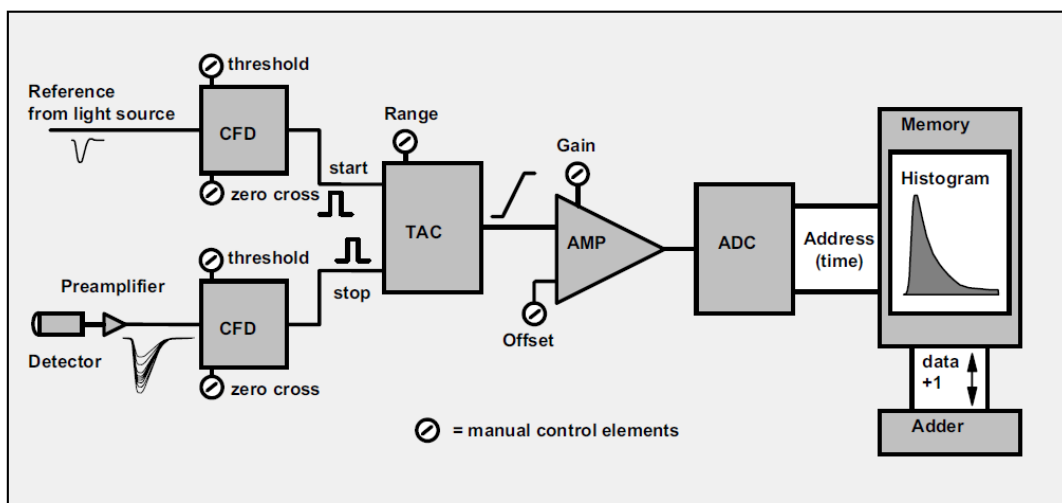 Reference
from light source
threshold
CFD
zero cross
start
Range
TAC
Gain
AMP
Offset
ADC
Address
(time)
Memory
Histogram
data
+1
Adder
Preamplifier
Detector
threshold
CFD
zero cross
stop
= manual control elements